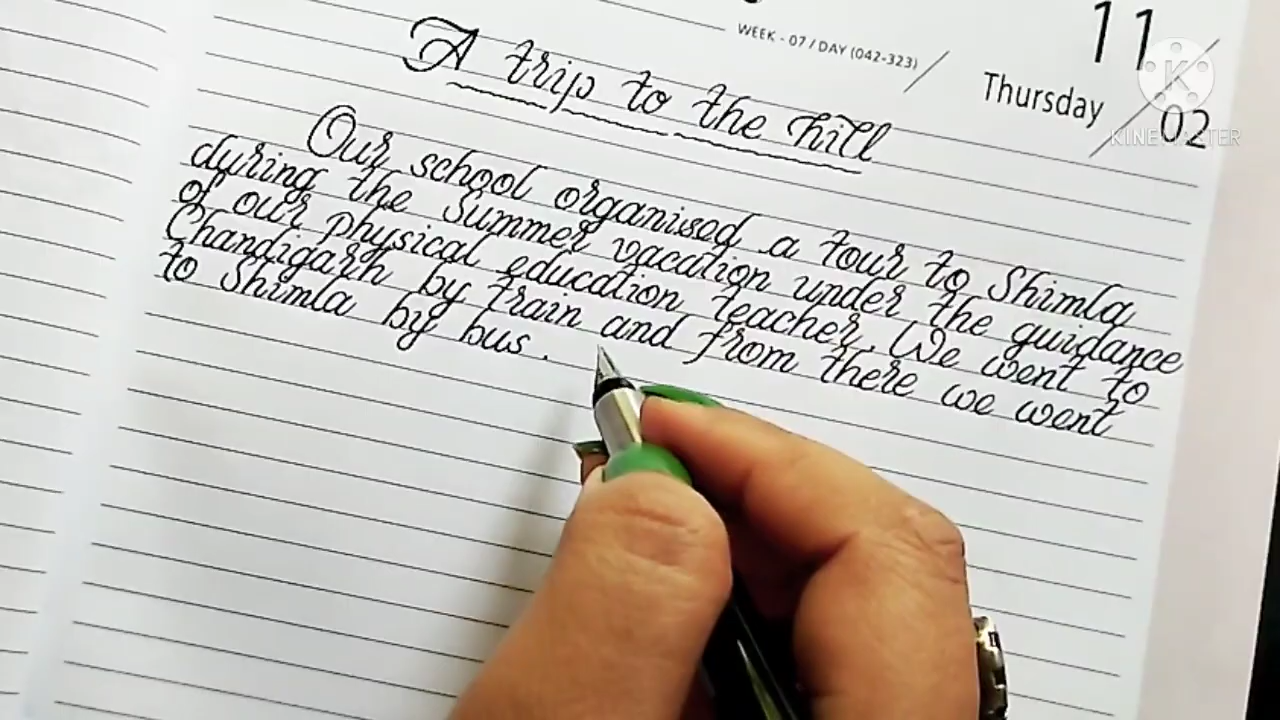 11
WEEK - 07 / DAY (042-323)
Thursday
02
KINEMASTER
A trip to the hill
Our school organised a tour to Shimla
during the Summer vacation under the guidance
of our physical education teacher. We went to
Chandigarh by train and from there we went
to Shimla by bus.